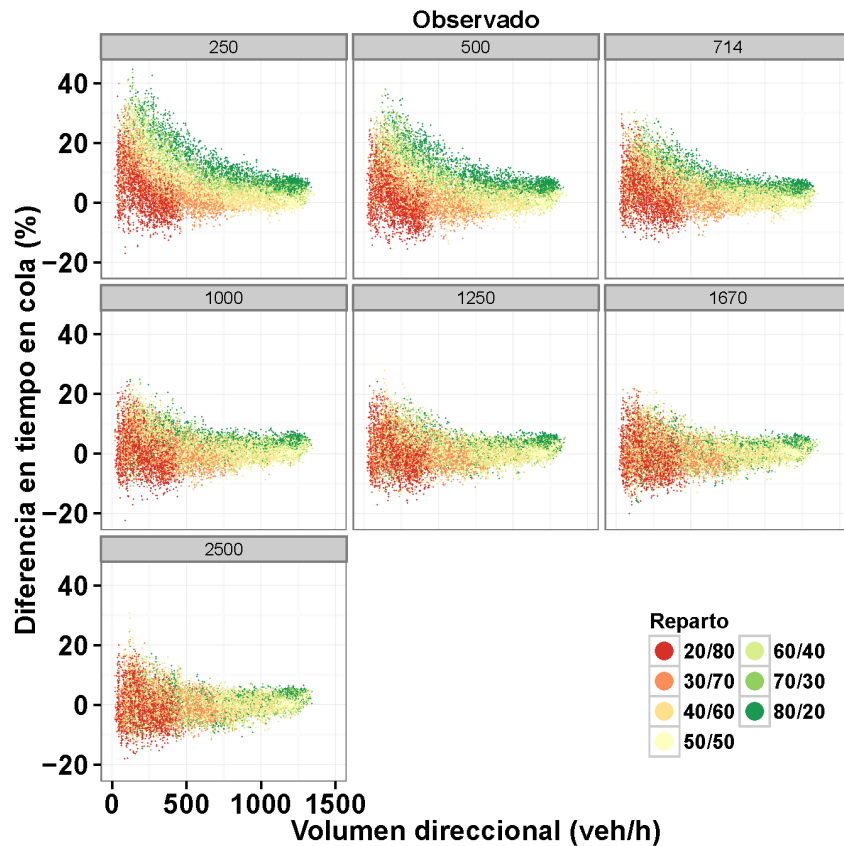 Observado
250 500 714
40
20
0
−20
1000 1250 1670
40
20
0
−20
2500
40
20
0
−20
0 500 1000 1500
Diferencia en tiempo en cola (%)
Volumen direccional (veh/h)
Reparto
20/80 60/40
30/70 70/30
40/60 80/20
50/50